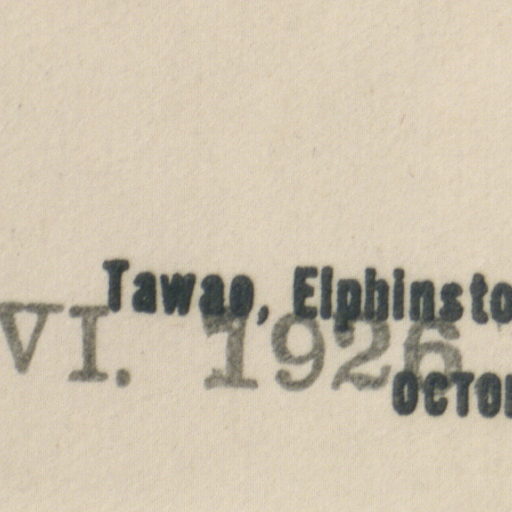 Tawao, Elphinsto
VI. 1926
OCTO